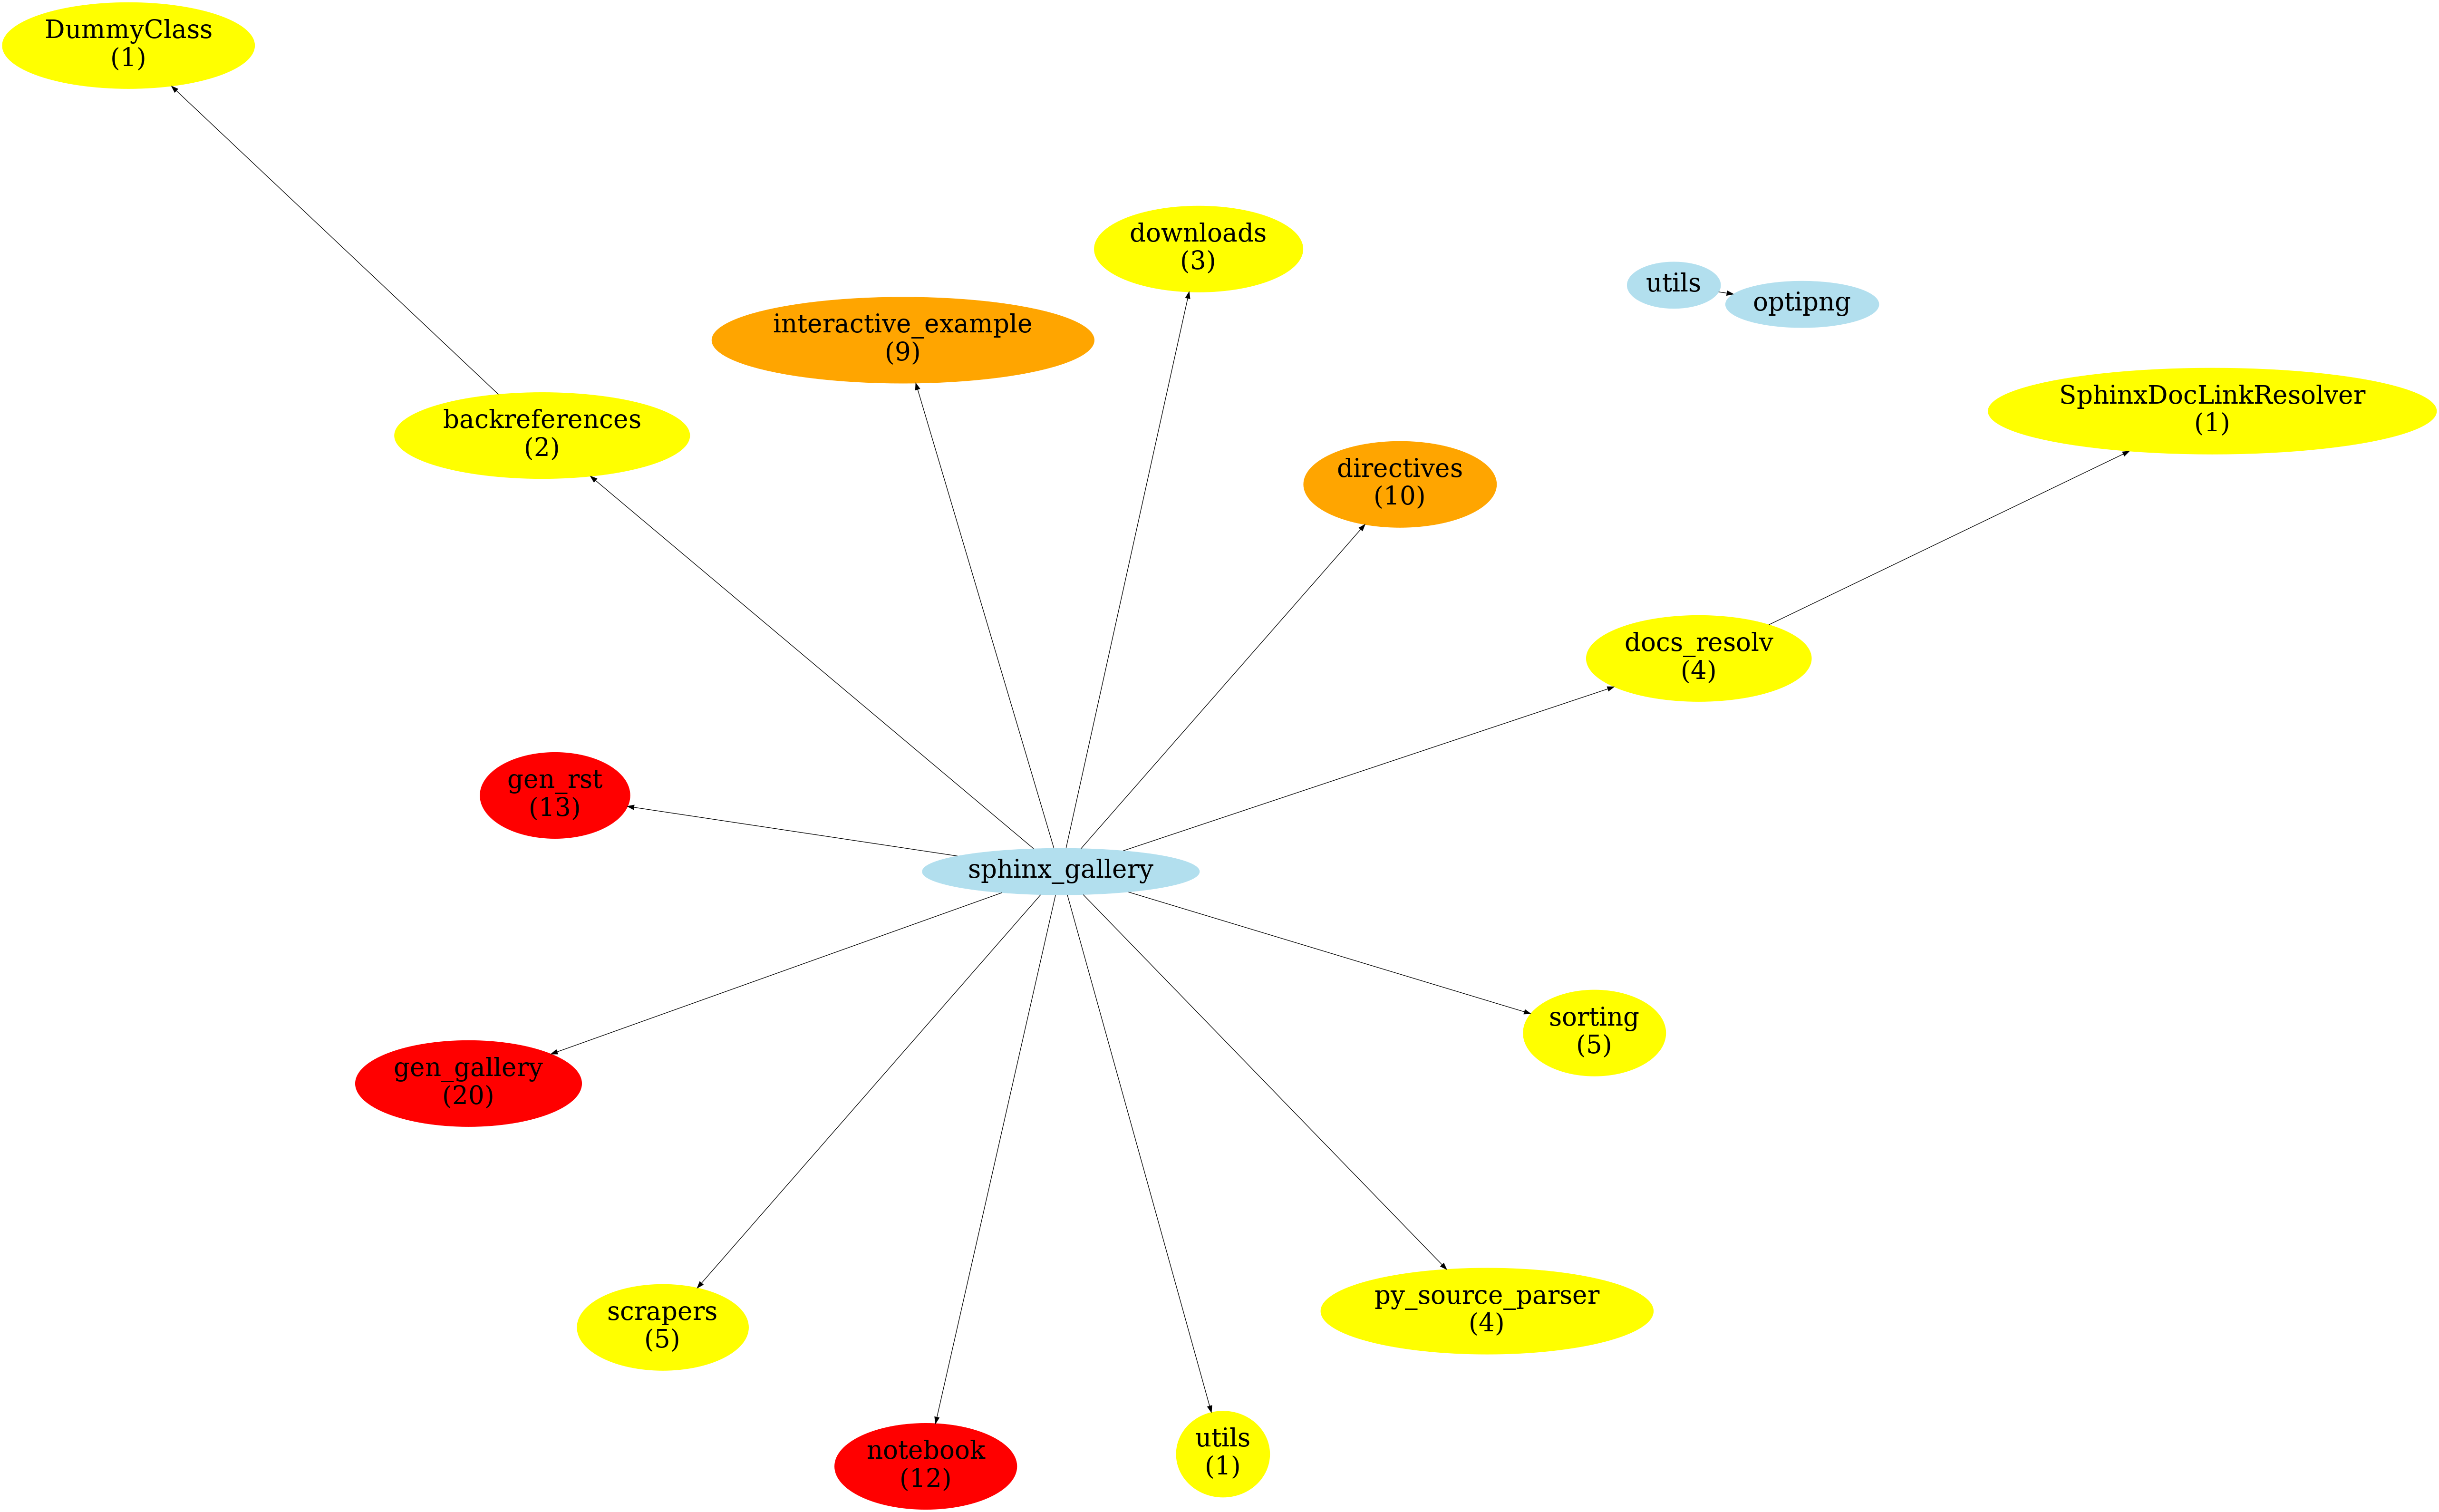 DummyClass
(1)
downloads
(3)
utils
optipng
interactive_example
(9)
SphinxDocLinkResolver
(1)
backreferences
(2)
directives
(10)
docs_resolv
(4)
gen_rst
(13)
sphinx_gallery
sorting
(5)
gen_gallery
(20)
py_source_parser
(4)
scrapers
(5)
utils
(1)
notebook
(12)